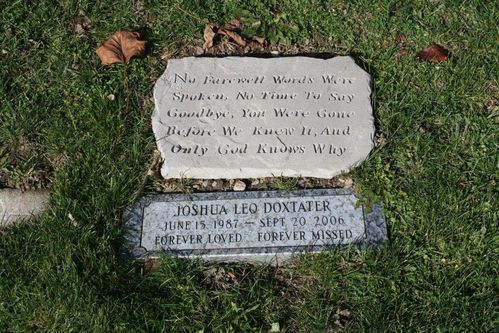 No Farewell Words Were
Spoken, No Time To Say
Goodbye, You Were Gone
Before We Knew It, And
Only God Knows Why
JOSHUA LEO DOXTATER
JUNE 15 1987 — SEPT 20 2006
FOREVER LOVED FOREVER MISSED